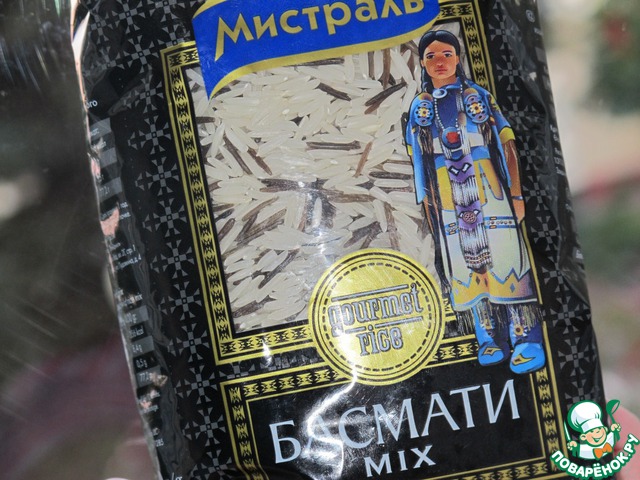 Мистраль
gourmet
rice
БАСМАТИ
MIX
ПОВАРЁНОК.РУ